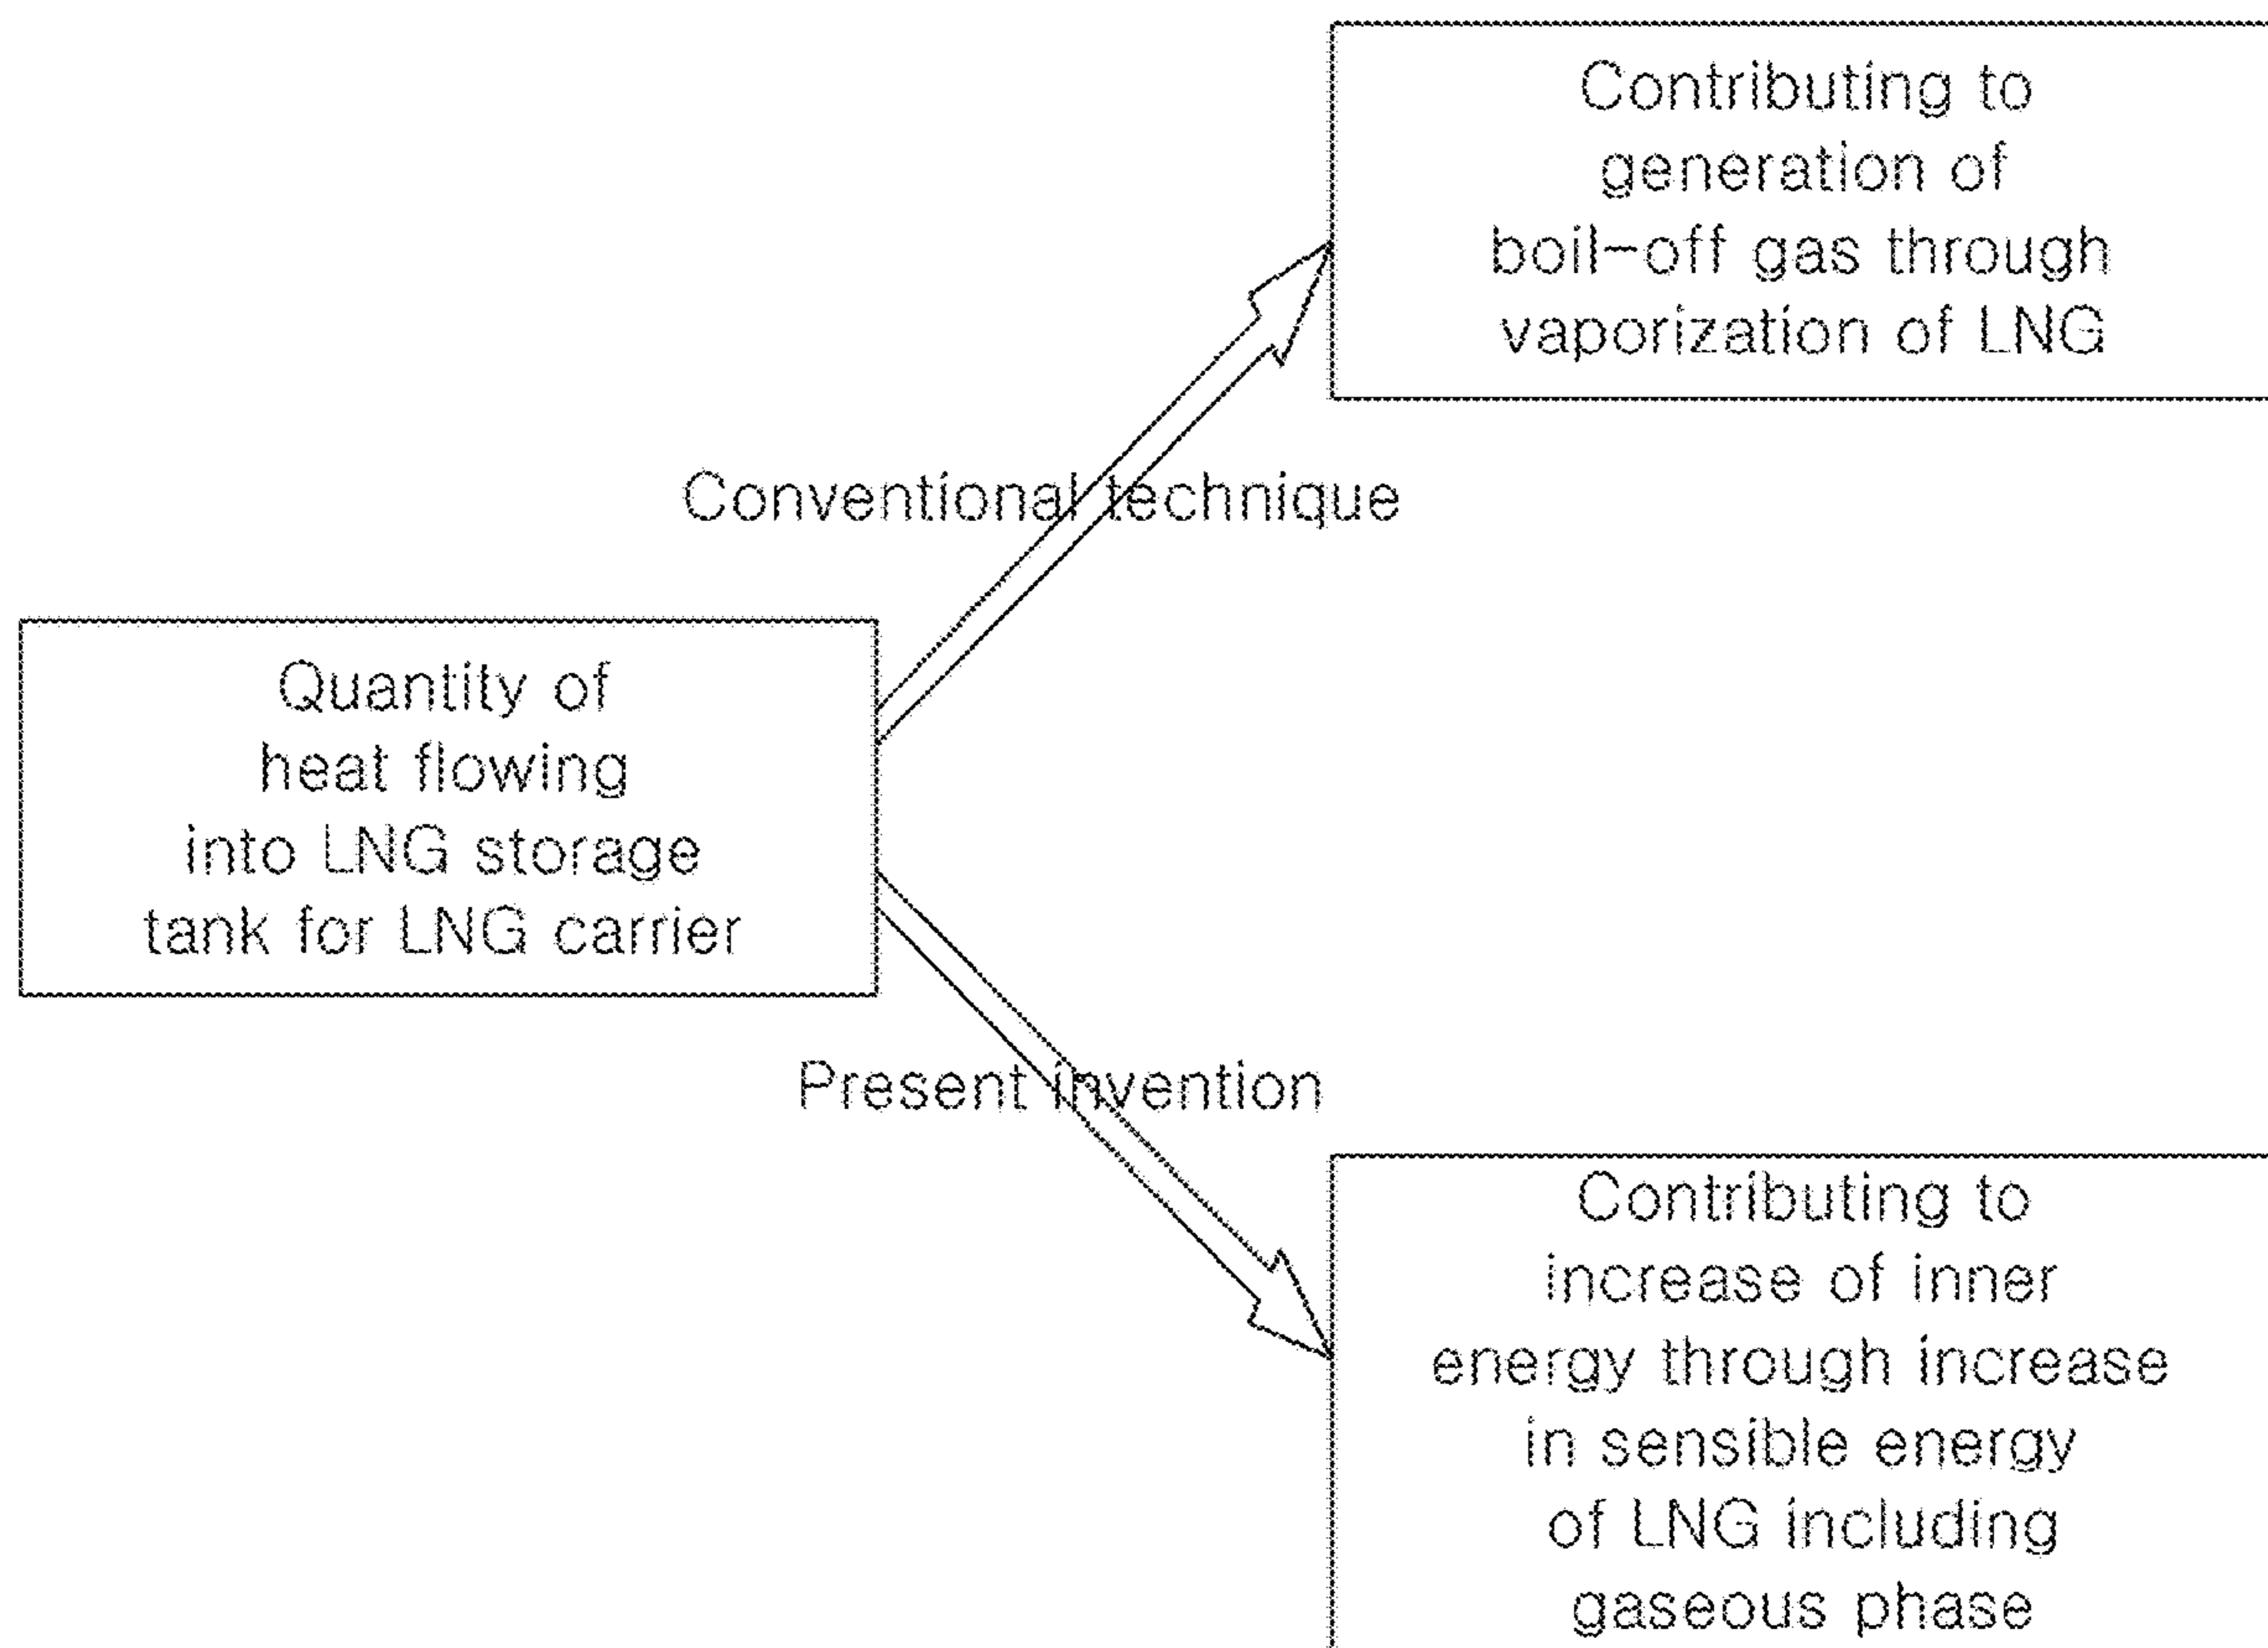 Contributing to
generation of
boil-off gas through
vaporization of LNG
Conventional technique
Quantity of
heat flowing
into LNG storage
tank for LNG carrier
Present invention
Contributing to
increase of inner
energy through increase
in sensible energy
of LNG including
gaseous phase